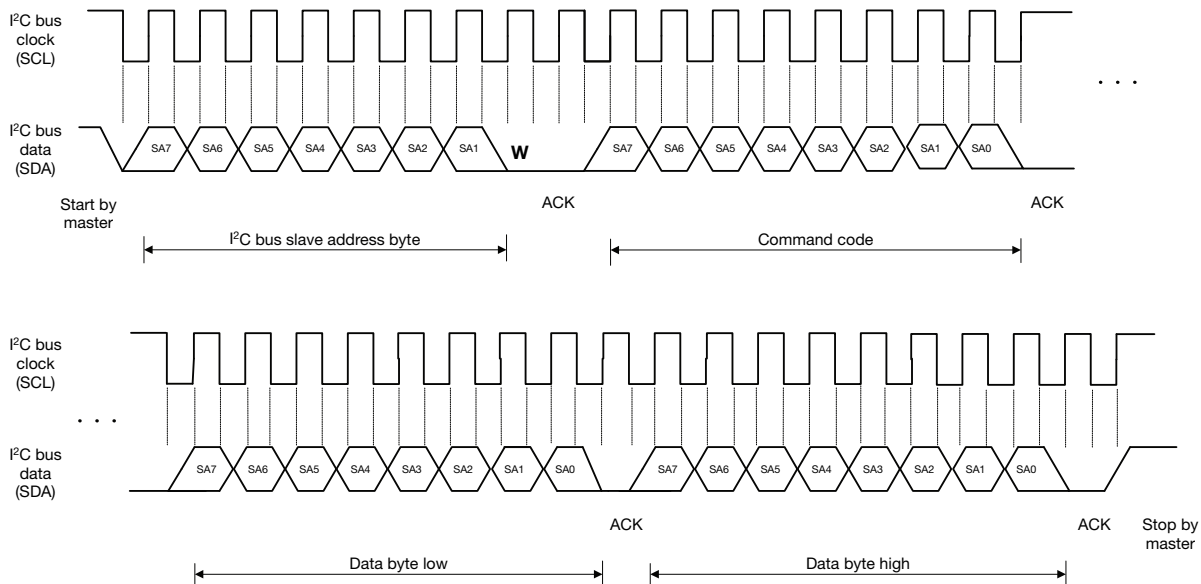 I²C bus
clock
(SCL)
. . .
I²C bus
data
(SDA)
SA7 SA6 SA5 SA4 SA3 SA2 SA1 W SA7 SA6 SA5 SA4 SA3 SA2 SA1 SA0
Start by
master
ACK ACK
I²C bus slave address byte Command code
I²C bus
clock
(SCL)
. . .
I²C bus
data
(SDA)
SA7 SA6 SA5 SA4 SA3 SA2 SA1 SA0 SA7 SA6 SA5 SA4 SA3 SA2 SA1 SA0
ACK ACK Stop by
master
Data byte low Data byte high